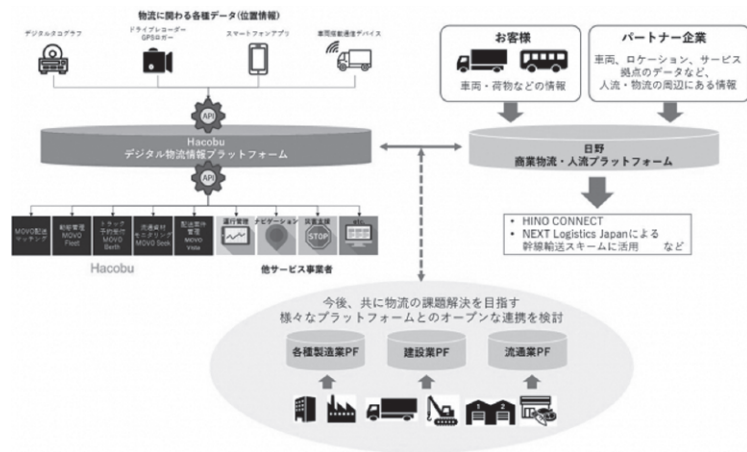 物流に関わる各種データ(位置情報)
デジタルタコグラフ
ドライブレコーダー
GPSロガー
スマートフォンアプリ
車両搭載通信デバイス
API
Hacobu
デジタル物流情報プラットフォーム
API
MOVO配送
マッチング
動態管理
MOVO
Fleet
トラック
予約受付
MOVO
Berth
流通資材
モニタリング
MOVO Seek
配送案件
管理
MOVO
Vista
運行管理
ナビゲーション
災害支援
STOP
etc.
Hacobu
他サービス事業者
お客様
車両・荷物などの情報
パートナー企業
車両、ロケーション、サービス
拠点のデータなど、
人流・物流の周辺にある情報
日野
商業物流・人流プラットフォーム
• HINO CONNECT
• NEXT Logistics Japanによる
幹線輸送スキームに活用 など
今後、共に物流の課題解決を目指す
様々なプラットフォームとのオープンな連携を検討
各種製造業PF
建設業PF
流通業PF
1 2